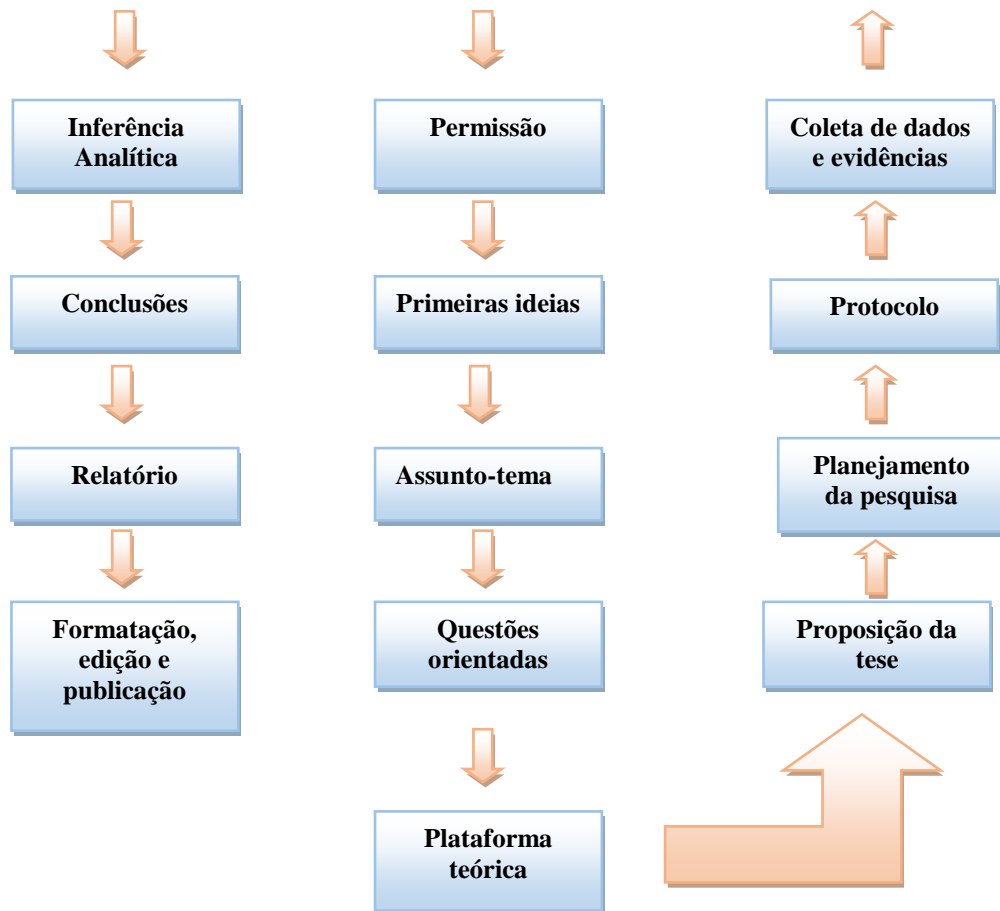 Inferência
Analítica
Conclusões
Relatório
Formatação,
edição e
publicação
Permissão
Primeiras ideias
Assunto-tema
Questões
orientadas
Plataforma
teórica
Coleta de dados
e evidências
Protocolo
Planejamento
da pesquisa
Proposição da
tese